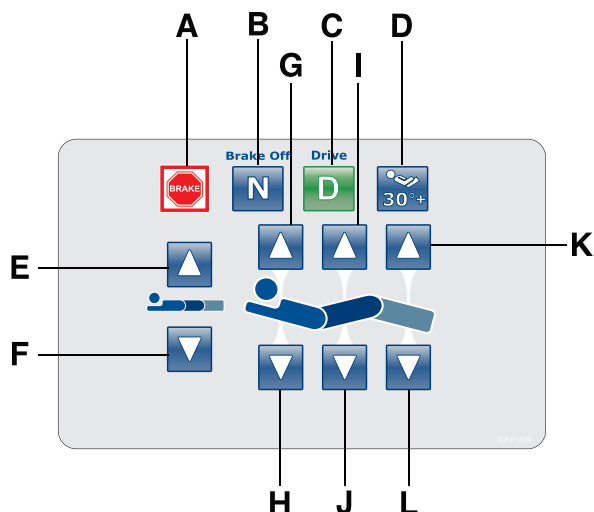 A B C D
G I
Brake Off Drive
BRAKE N D 30°+
E K
F
H J L